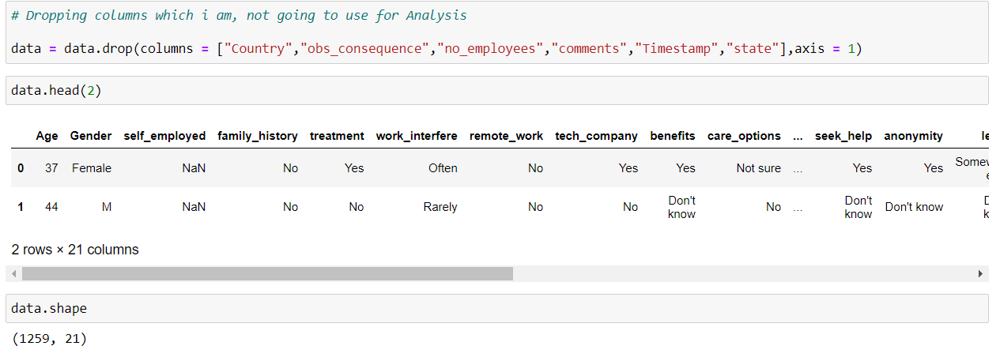 # Dropping columns which i am, not going to use for Analysis
data = data.drop(columns = ["Country","obs_consequence","no_employees","comments","Timestamp","state"],axis = 1)
data.head(2)
Age Gender self_employed family_history treatment work_interfere remote_work tech_company benefits care_options ... seek_help anonymity le
0 37 Female NaN No Yes Often No Yes Yes Not sure ... Yes Yes Somew
1 44 M NaN No No Rarely No No Don't know No ... Don't know Don't know
2 rows × 21 columns
data.shape
(1259, 21)